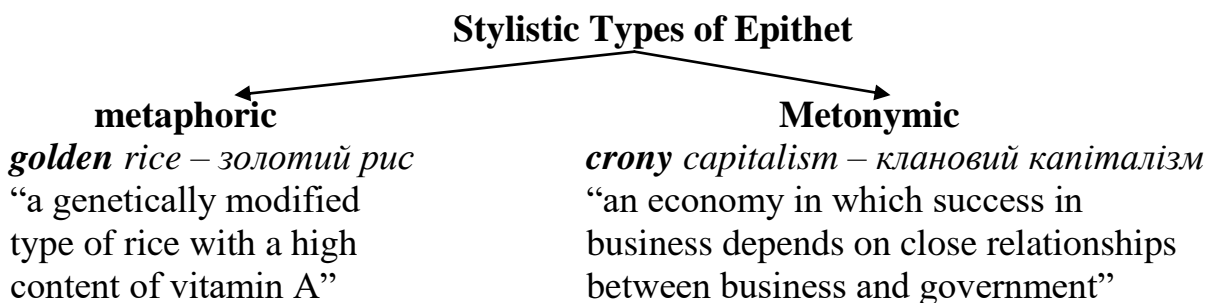 Stylistic Types of Epithet
metaphoric
golden rice – золотий рис
“a genetically modified
type of rice with a high
content of vitamin A”
Metonymic
crony capitalism – клановий капіталізм
“an economy in which success in
business depends on close relationships
between business and government”